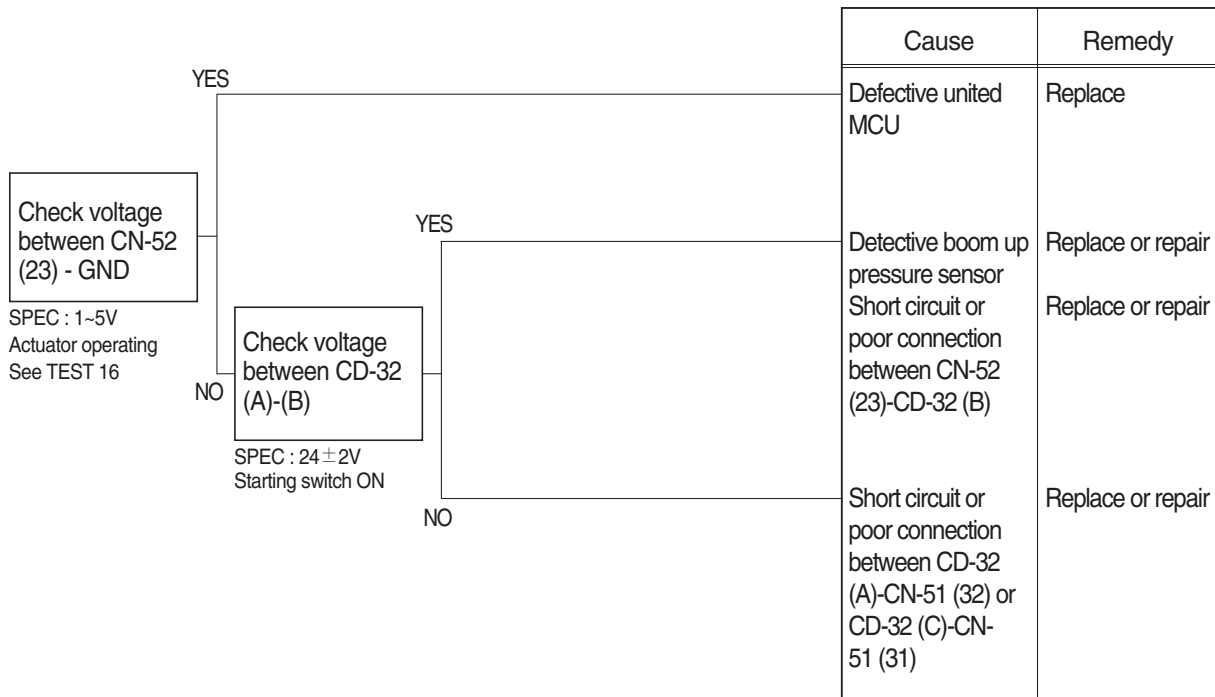 Cause
Remedy
YES
Defective united
MCU
Replace
Check voltage
between CN-52
(23) - GND
SPEC : 1~5V
Actuator operating
See TEST 16
YES
Detective boom up
pressure sensor
Replace or repair
Short circuit or
poor connection
between CN-52
(23)-CD-32 (B)
Replace or repair
NO
Check voltage
between CD-32
(A)-(B)
SPEC : 24±2V
Starting switch ON
NO
Short circuit or
poor connection
between CD-32
(A)-CN-51 (32) or
CD-32 (C)-CN-
51 (31)
Replace or repair